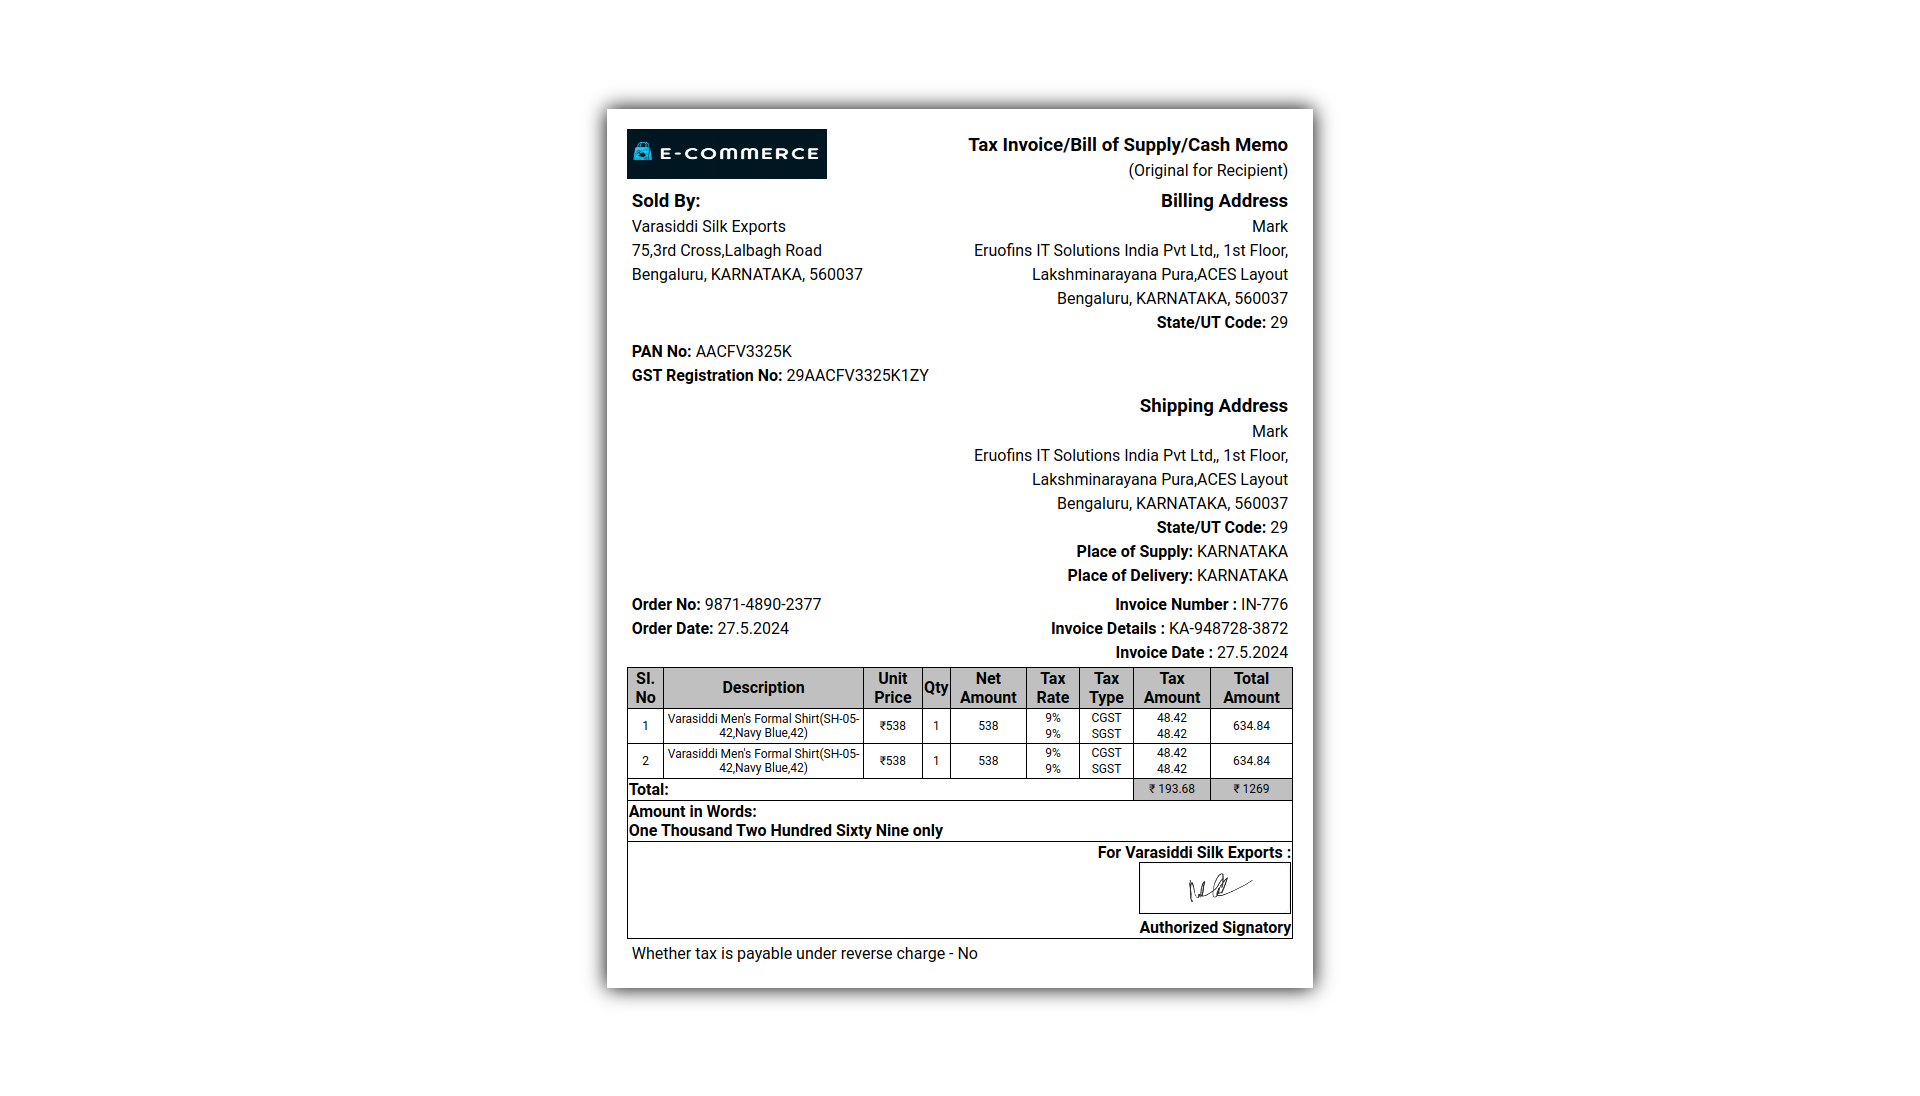 E-COMMERCE
Tax Invoice/Bill of Supply/Cash Memo
(Original for Recipient)
Sold By:
Varasiddi Silk Exports
75,3rd Cross,Lalbagh Road
Bengaluru, KARNATAKA, 560037
Billing Address
Mark
Eruofins IT Solutions India Pvt Ltd,, 1st Floor,
Lakshminarayana Pura,ACES Layout
Bengaluru, KARNATAKA, 560037
State/UT Code: 29
PAN No: AACFV3325K
GST Registration No: 29AACFV3325K1ZY
Shipping Address
Mark
Eruofins IT Solutions India Pvt Ltd,, 1st Floor,
Lakshminarayana Pura,ACES Layout
Bengaluru, KARNATAKA, 560037
State/UT Code: 29
Place of Supply: KARNATAKA
Place of Delivery: KARNATAKA
Order No: 9871-4890-2377
Order Date: 27.5.2024
Invoice Number : IN-776
Invoice Details : KA-948728-3872
Invoice Date : 27.5.2024
Sl. No Description Unit Price Qty Net Amount Tax Rate Tax Type Tax Amount Total Amount
1 Varasiddi Men's Formal Shirt(SH-05-42,Navy Blue,42) ₹538 1 538 9% CGST 48.42 634.84
9% SGST 48.42
2 Varasiddi Men's Formal Shirt(SH-05-42,Navy Blue,42) ₹538 1 538 9% CGST 48.42 634.84
9% SGST 48.42
Total: ₹ 193.68 ₹ 1269
Amount in Words:
One Thousand Two Hundred Sixty Nine only
For Varasiddi Silk Exports :
Authorized Signatory
Whether tax is payable under reverse charge - No